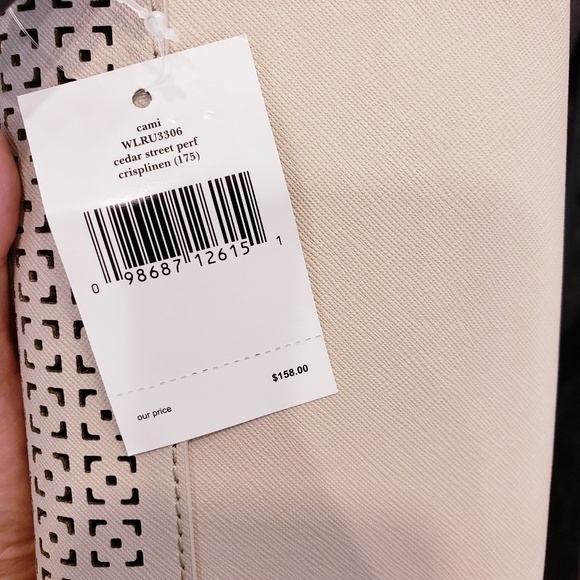 cami
WLRU3306
cedar street perf
crisplinen (175)
0 98687 12615 1
$158.00
our price